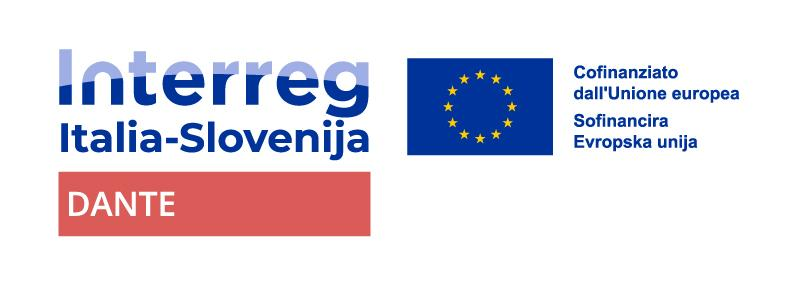 Interreg
Italia-Slovenija
DANTE
Cofinanziato
dall'Unione europea
Sofinancira
Evropska unija